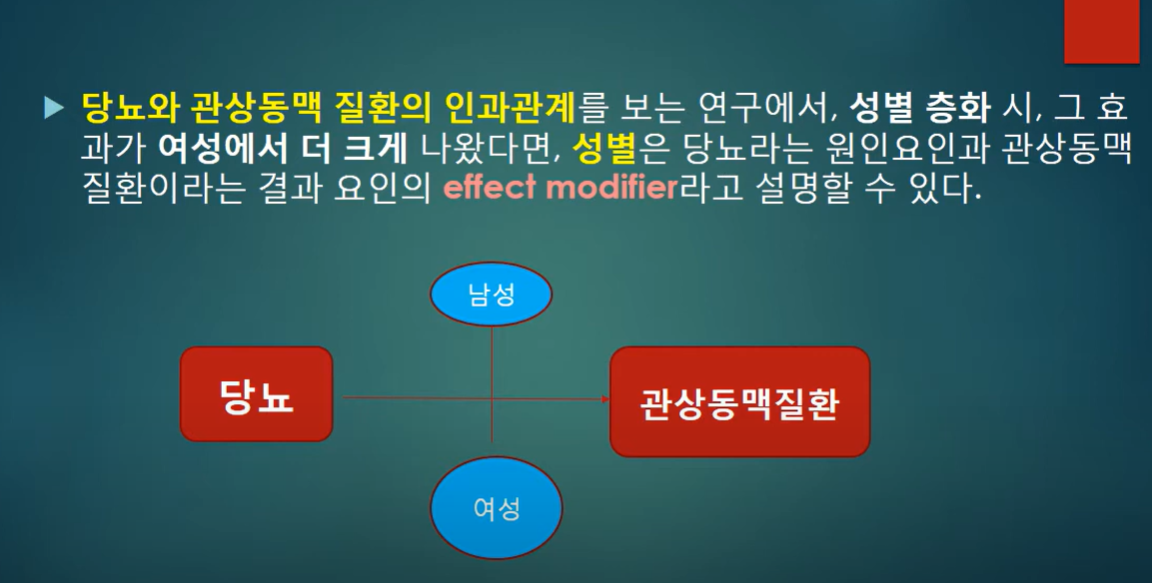 당뇨와 관상동맥 질환의 인과관계를 보는 연구에서, 성별 층화 시, 그 효
과가 여성에서 더 크게 나왔다면, 성별은 당뇨라는 원인요인과 관상동맥
질환이라는 결과 요인의 effect modifier라고 설명할 수 있다.
남성
당뇨
관상동맥질환
여성